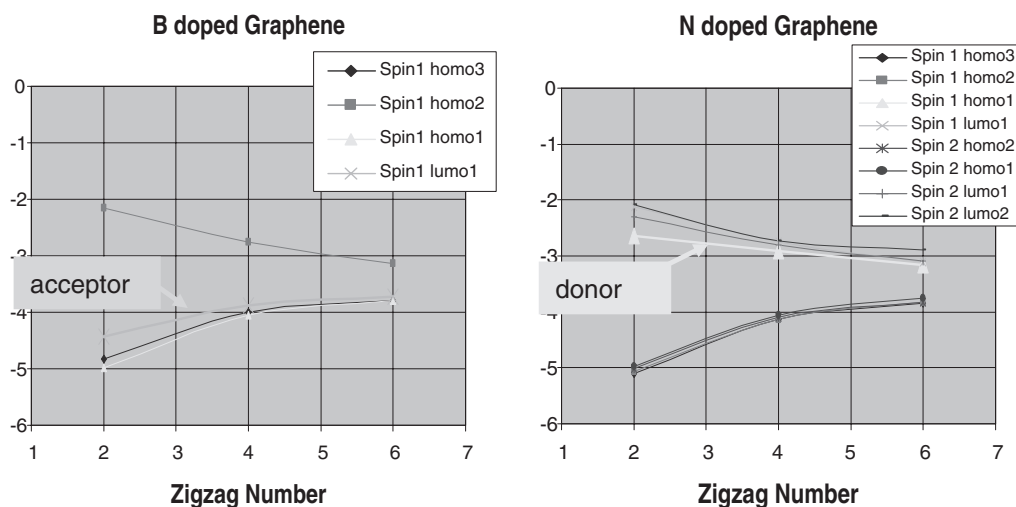 B doped Graphene
Spin1 homo3
Spin1 homo2
Spin1 homo1
Spin1 lumo1
0
-1
-2
-3
-4
-5
-6
acceptor
1 2 3 4 5 6 7
Zigzag Number
N doped Graphene
Spin 1 homo3
Spin 1 homo2
Spin 1 homo1
Spin 1 lumo1
Spin 2 homo2
Spin 2 homo1
Spin 2 lumo1
Spin 2 lumo2
0
-1
-2
-3
-4
-5
-6
donor
1 2 3 4 5 6 7
Zigzag Number